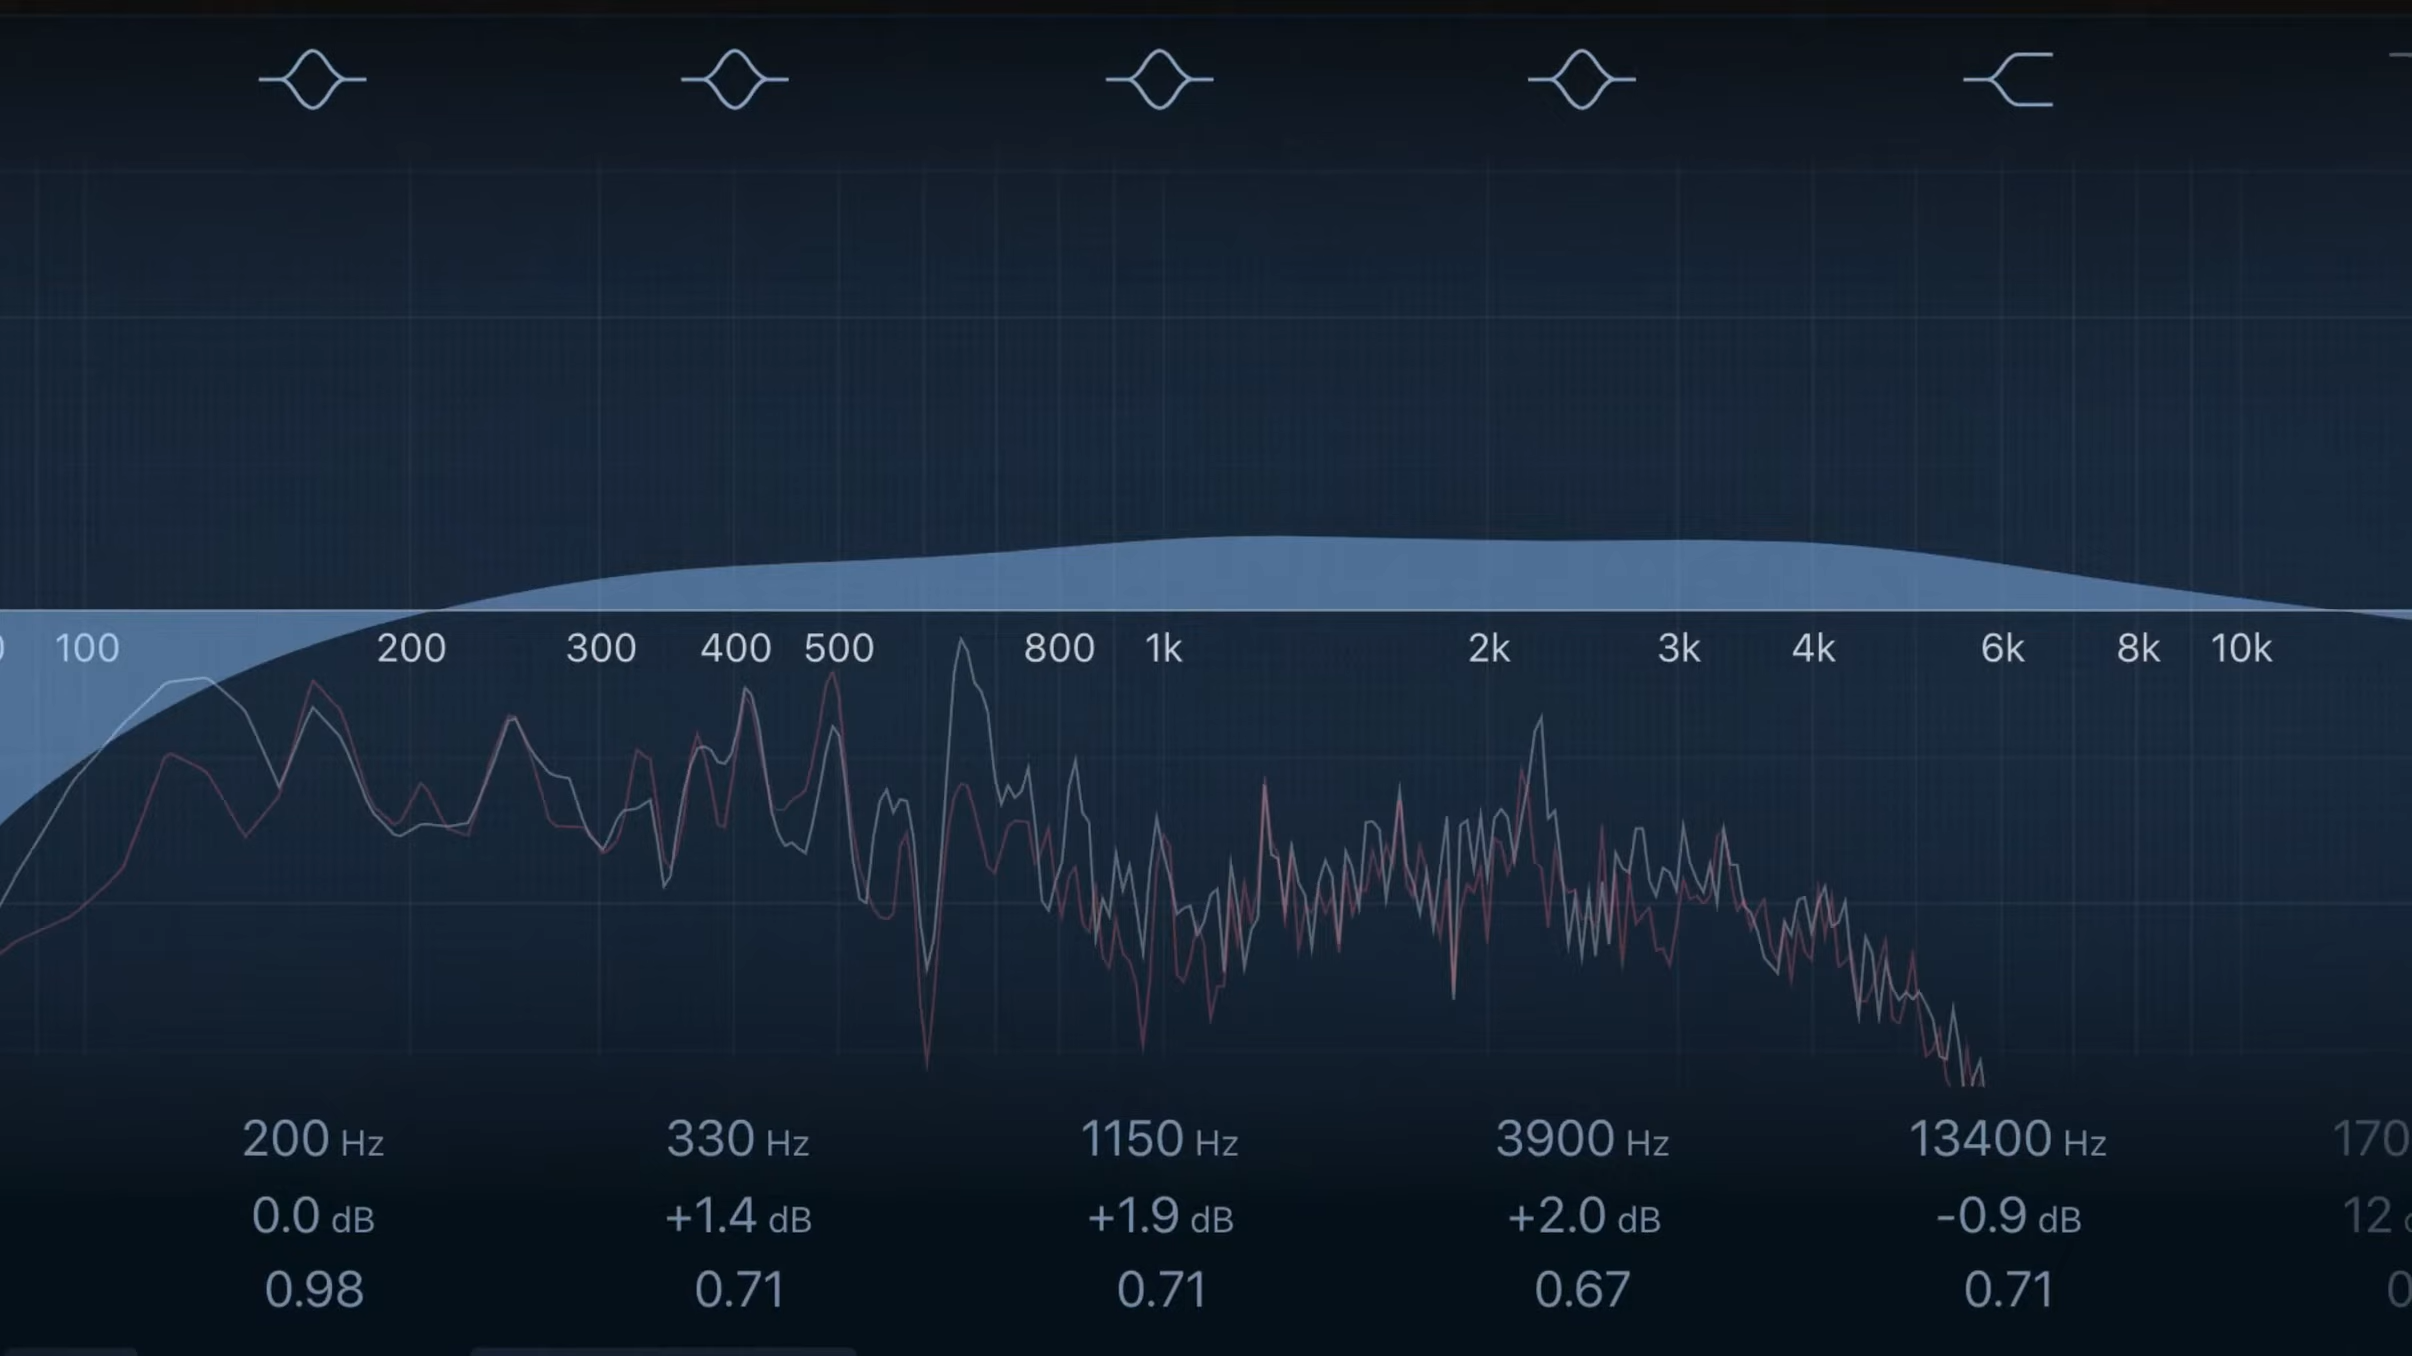 100 200 300 400 500 800 1k 2k 3k 4k 6k 8k 10k
200 Hz 330 Hz 1150 Hz 3900 Hz 13400 Hz 170
0.0 dB +1.4 dB +1.9 dB +2.0 dB -0.9 dB 12
0.98 0.71 0.71 0.67 0.71